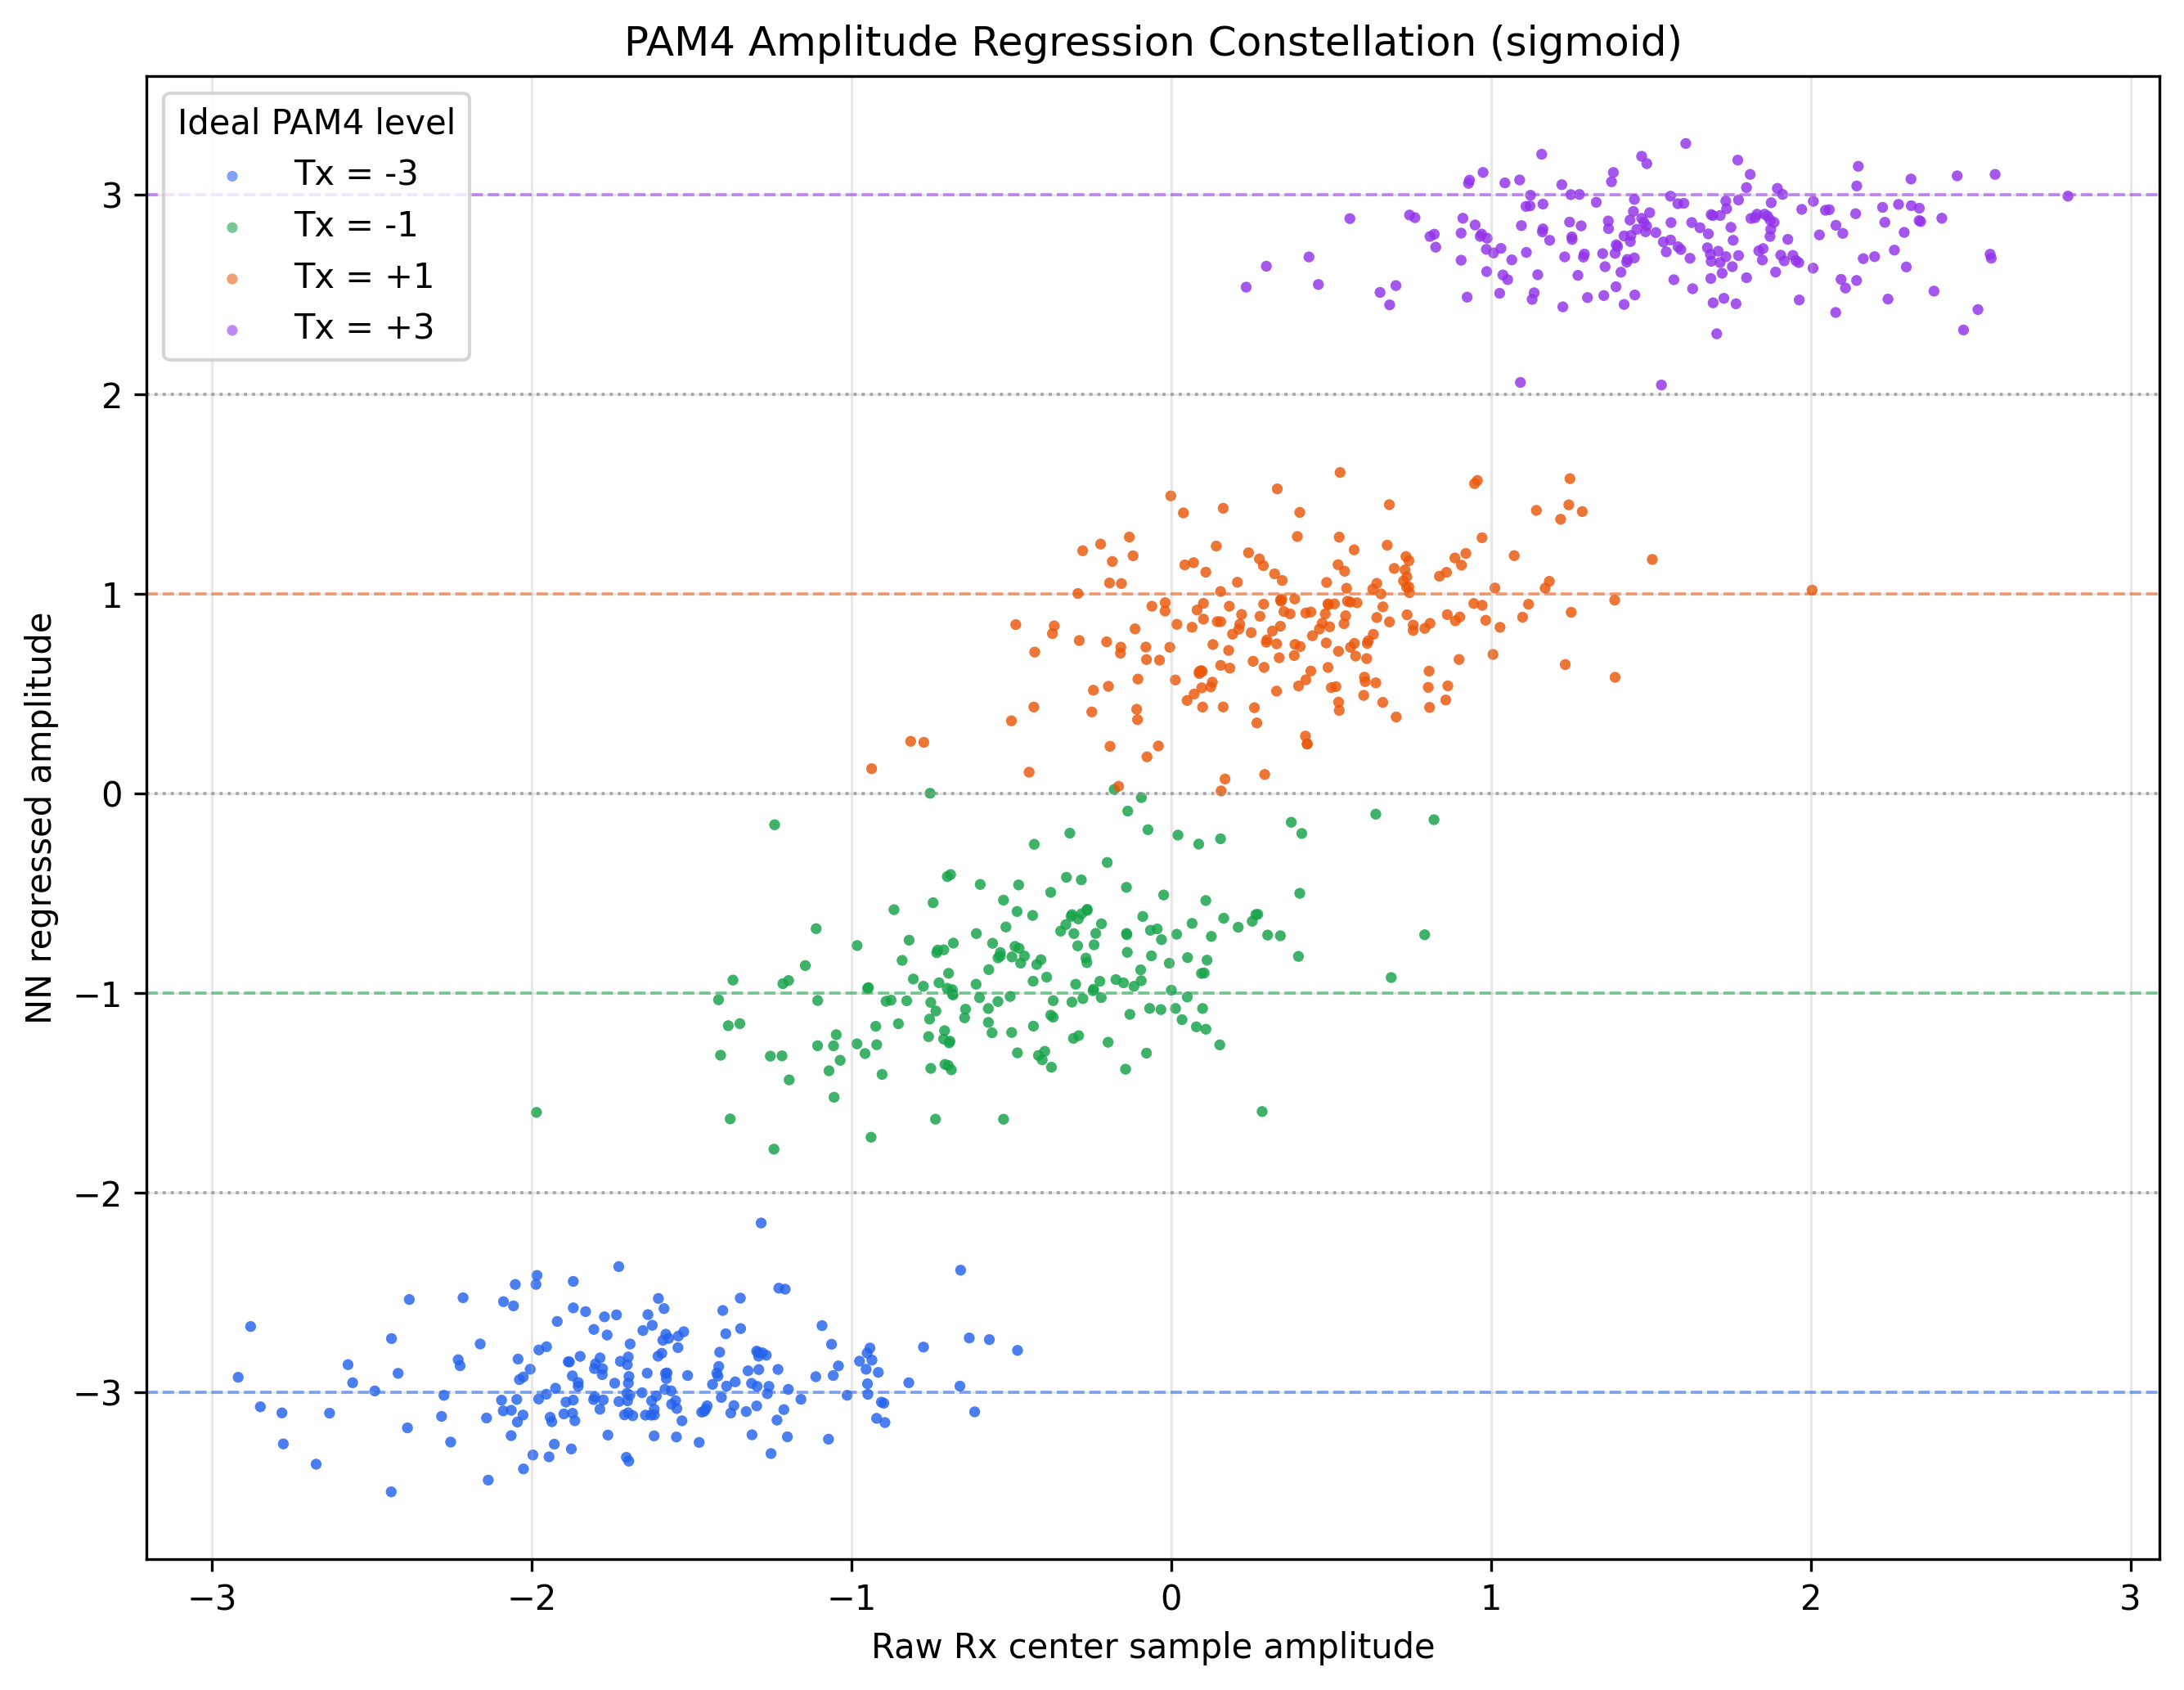 PAM4 Amplitude Regression Constellation (sigmoid)
Ideal PAM4 level
Tx = -3
Tx = -1
Tx = +1
Tx = +3
3
2
1
0
−1
−2
−3
NN regressed amplitude
−3
−2
−1
0
1
2
3
Raw Rx center sample amplitude